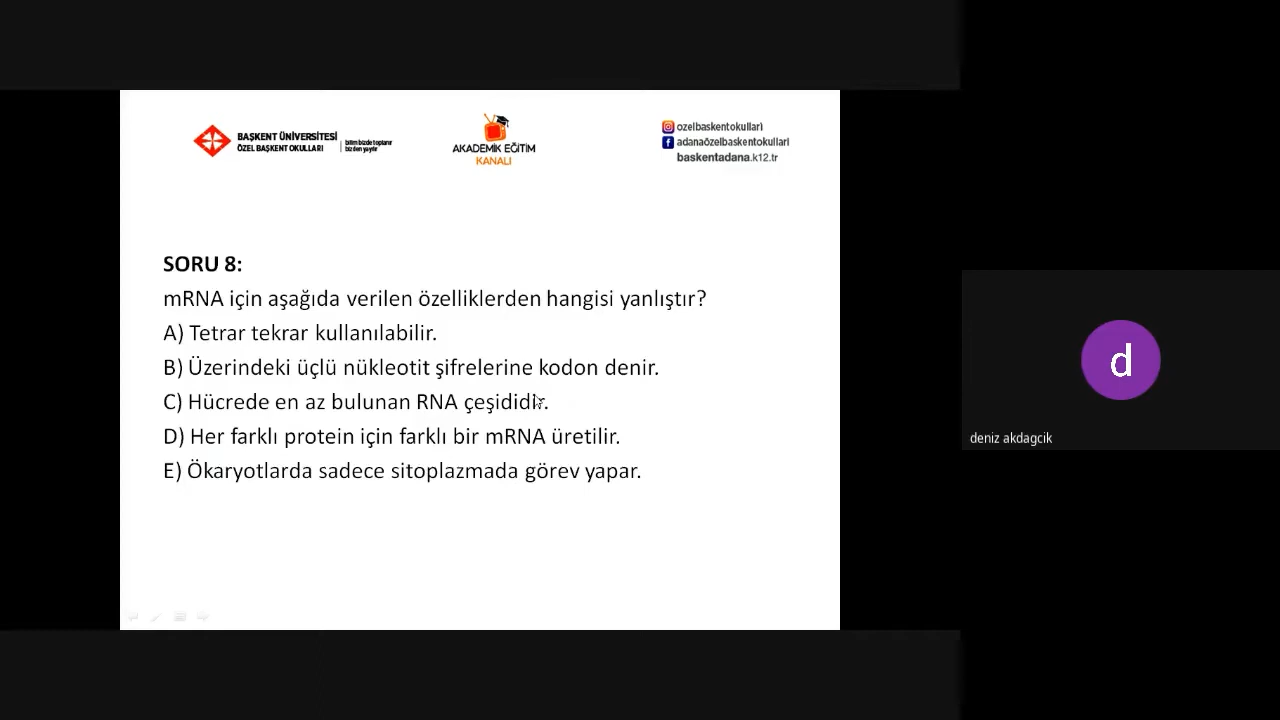 BAŞKENT ÜNİVERSİTESİ
ÖZEL BAŞKENT OKULLARI
bilim bizde toplanır
bizden yayılır
AKADEMİK EĞİTİM
KANALI
ozelbaskentokullari
adanaözelbaskentokullari
baskentadana.k12.tr
SORU 8:
mRNA için aşağıda verilen özelliklerden hangisi yanlıştır?
A) Tetrar tekrar kullanılabilir.
B) Üzerindeki üçlü nükleotit şifrelerine kodon denir.
C) Hücrede en az bulunan RNA çeşididir.
D) Her farklı protein için farklı bir mRNA üretilir.
E) Ökaryotlarda sadece sitoplazmada görev yapar.
d
deniz akdagcik